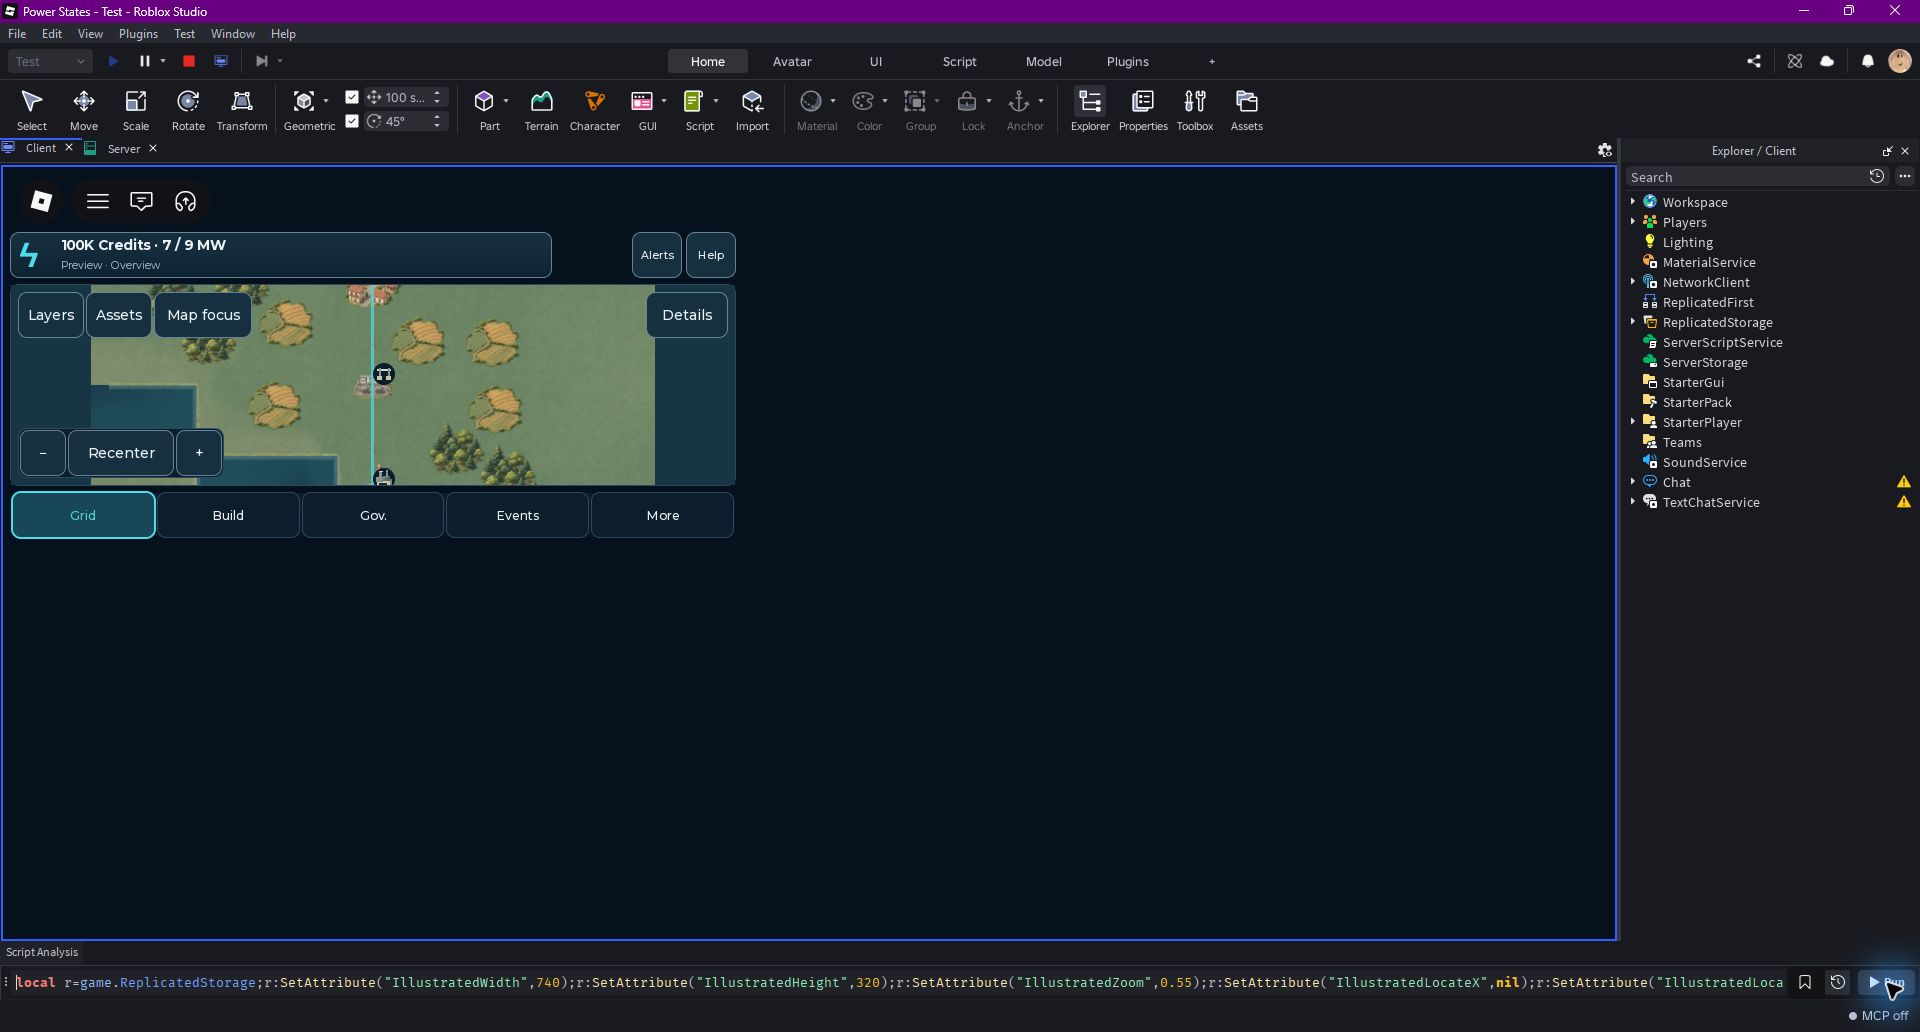 Power States - Test - Roblox Studio
File Edit View Plugins Test Window Help
Test
Home Avatar UI Script Model Plugins +
100 s...
45°
Select Move Scale Rotate Transform Geometric Part Terrain Character GUI Script Import Material Color Group Lock Anchor Explorer Properties Toolbox Assets
Client Server
Explorer / Client
Search
Workspace
Players
Lighting
MaterialService
NetworkClient
ReplicatedFirst
ReplicatedStorage
ServerScriptService
ServerStorage
StarterGui
StarterPack
StarterPlayer
Teams
SoundService
Chat
TextChatService
100K Credits · 7 / 9 MW
Preview · Overview
Alerts Help
Layers Assets Map focus Details
− Recenter +
Grid Build Gov. Events More
Script Analysis
local r=game.ReplicatedStorage;r:SetAttribute("IllustratedWidth",740);r:SetAttribute("IllustratedHeight",320);r:SetAttribute("IllustratedZoom",0.55);r:SetAttribute("IllustratedLocateX",nil);r:SetAttribute("IllustratedLoca
MCP off